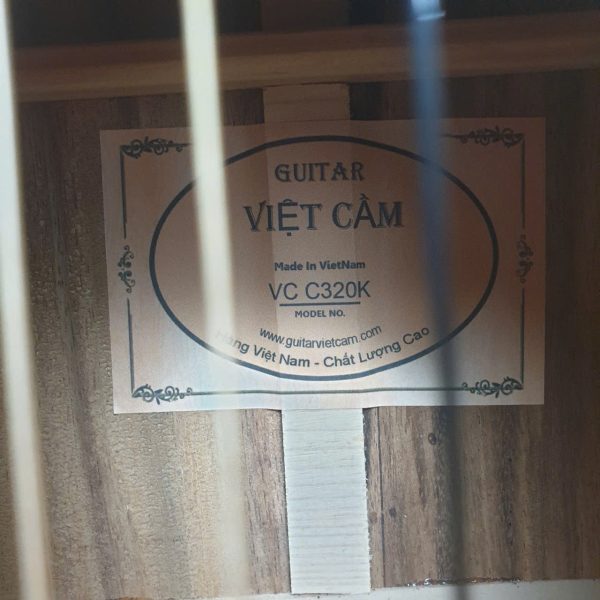 GUITAR
VIỆT CẦM
Made In VietNam
VC C320K
MODEL NO.
www.guitarvietcam.com
Hàng Việt Nam - Chất Lượng Cao